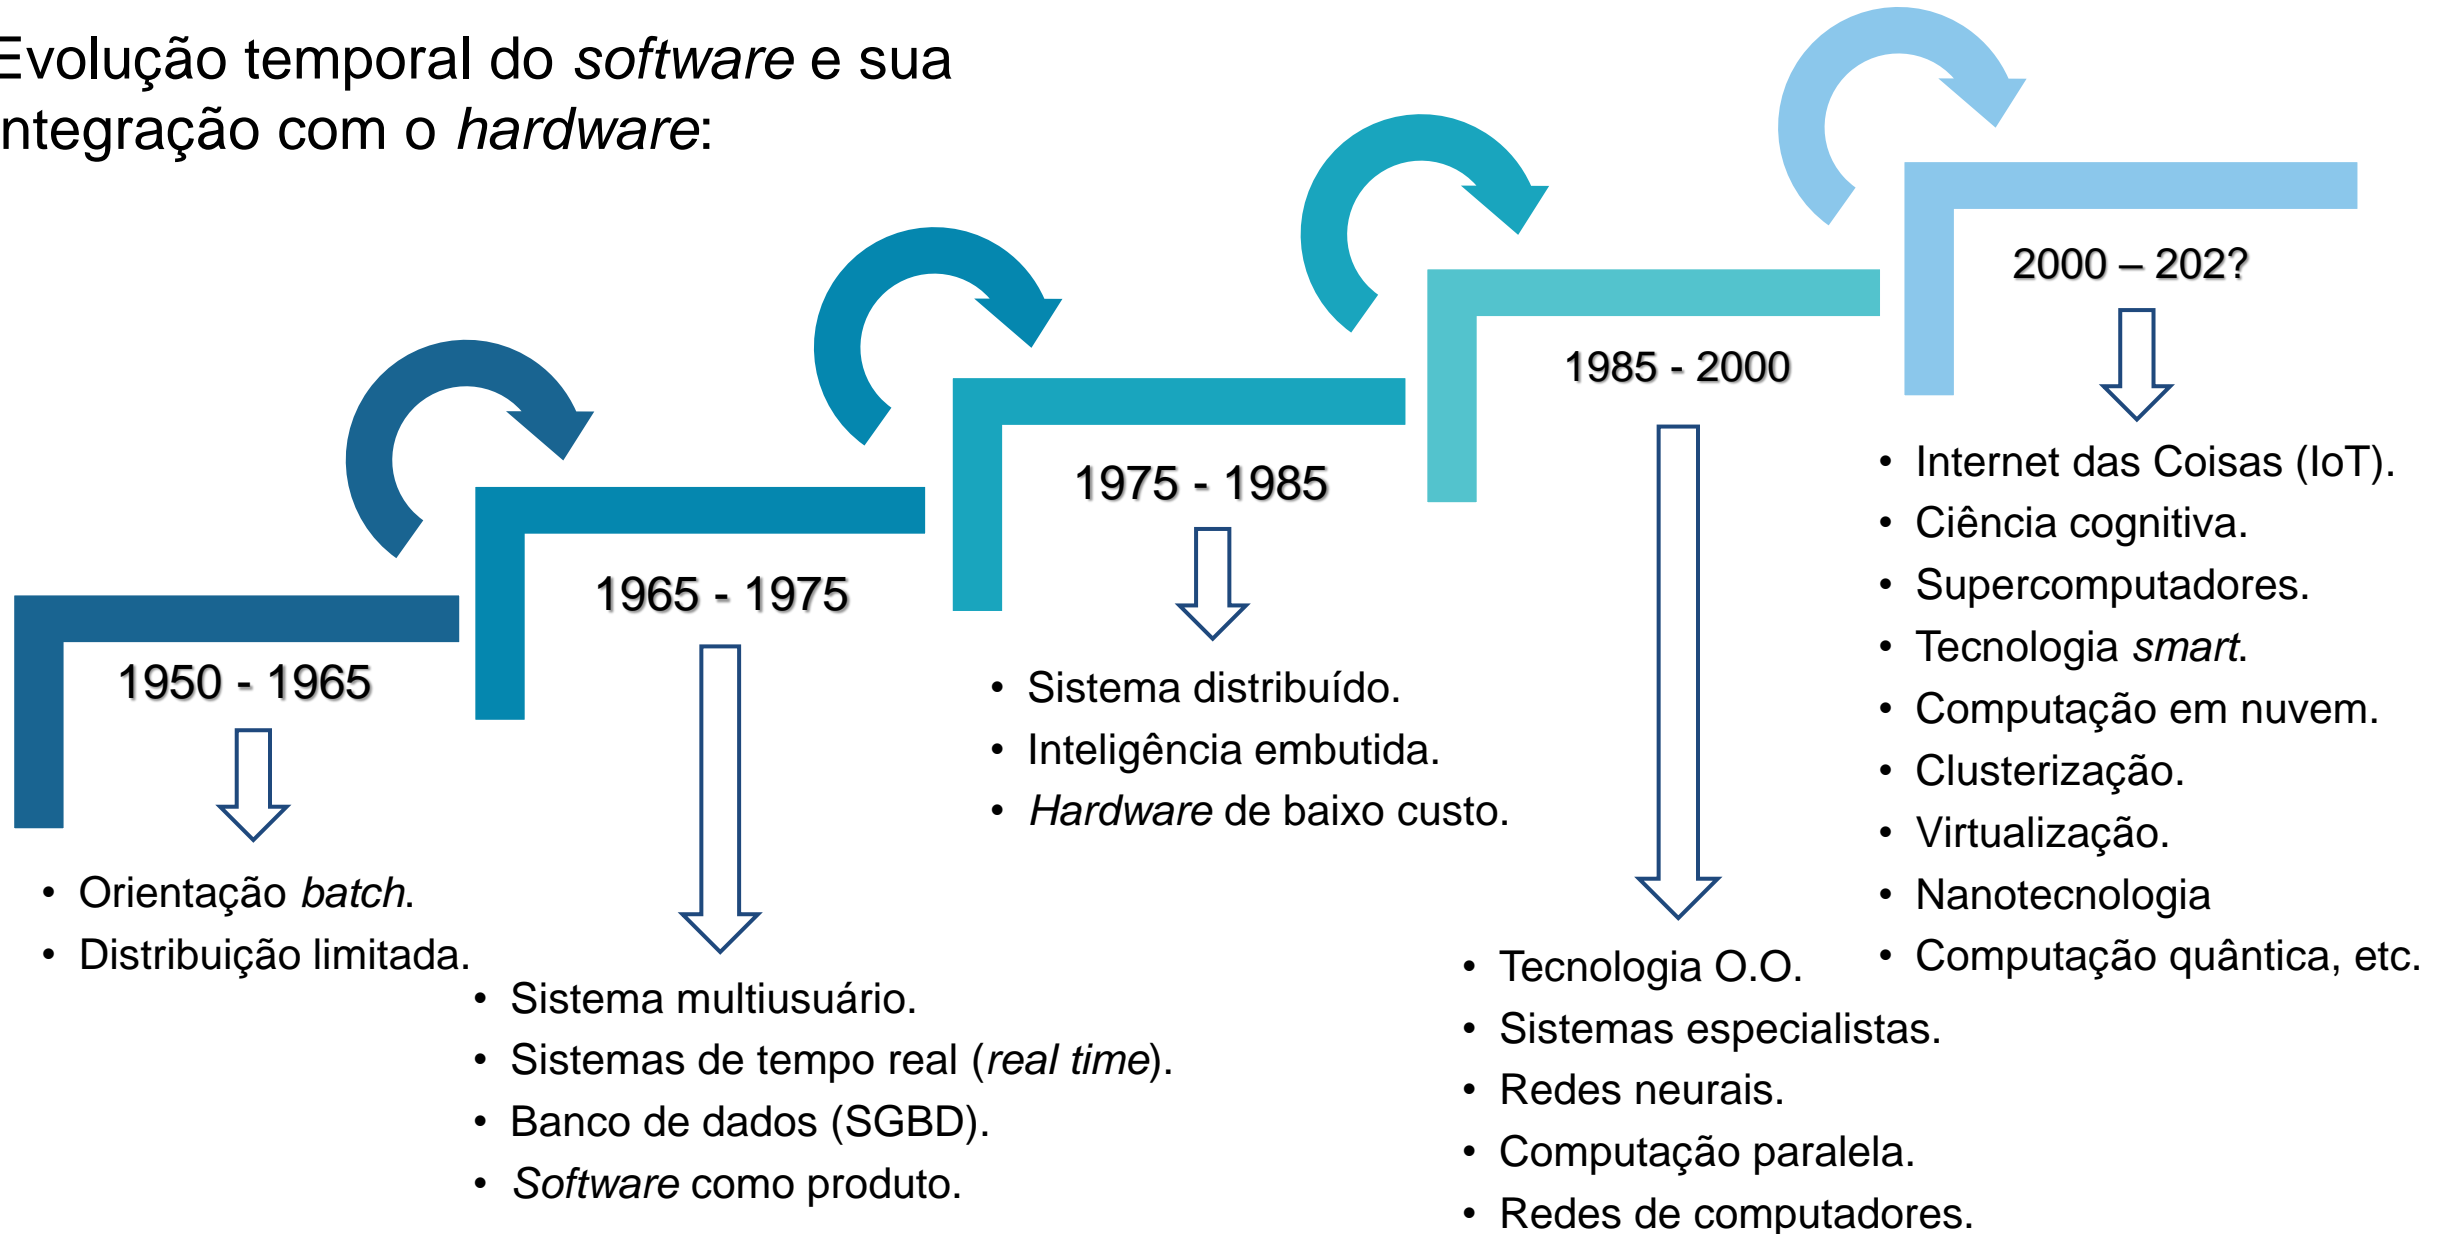 Evolução temporal do software e sua
integração com o hardware:
1950 - 1965
• Orientação batch.
• Distribuição limitada.
1965 - 1975
• Sistema multiusuário.
• Sistemas de tempo real (real time).
• Banco de dados (SGBD).
• Software como produto.
1975 - 1985
• Sistema distribuído.
• Inteligência embutida.
• Hardware de baixo custo.
1985 - 2000
• Tecnologia O.O.
• Sistemas especialistas.
• Redes neurais.
• Computação paralela.
• Redes de computadores.
2000 – 202?
• Internet das Coisas (IoT).
• Ciência cognitiva.
• Supercomputadores.
• Tecnologia smart.
• Computação em nuvem.
• Clusterização.
• Virtualização.
• Nanotecnologia
• Computação quântica, etc.